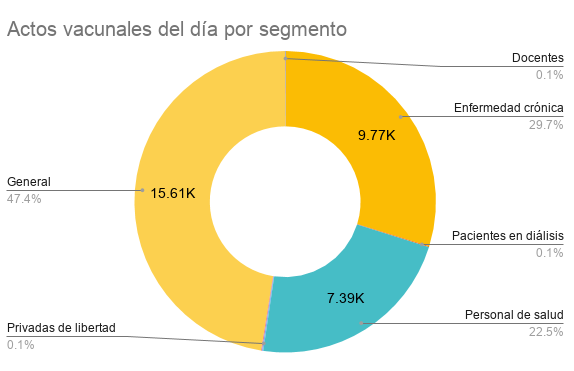 Actos vacunales del día por segmento
Docentes
0.1%
Enfermedad crónica
29.7%
9.77K
General
47.4%
15.61K
Pacientes en diálisis
0.1%
7.39K
Personal de salud
22.5%
Privadas de libertad
0.1%